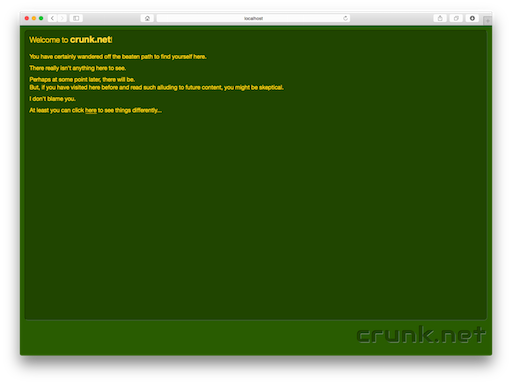 localhost
Welcome to crunk.net!
You have certainly wandered off the beaten path to find yourself here.
There really isn't anything here to see.
Perhaps at some point later, there will be.
But, if you have visited here before and read such alluding to future content, you might be skeptical.
I don't blame you.
At least you can click here to see things differently...
crunk.net